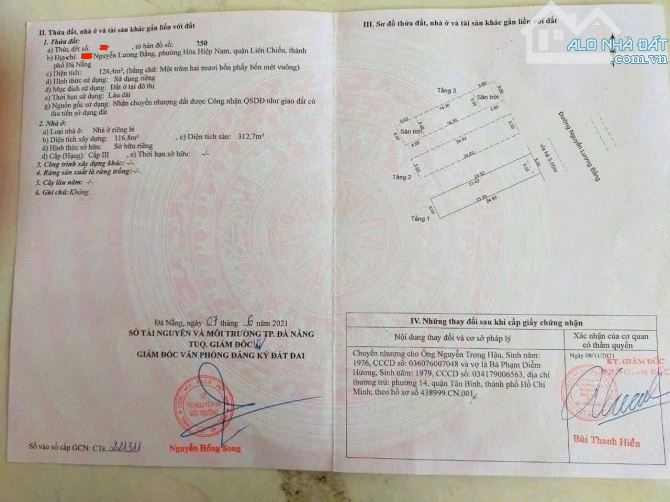 II. Thửa đất, nhà ở và tài sản khác gắn liền với đất
1. Thửa đất:
a) Thửa đất số: , tờ bản đồ số: 150
b) Địa chỉ: Nguyễn Lương Bằng, phường Hòa Hiệp Nam, quận Liên Chiểu, thành
phố Đà Nẵng
c) Diện tích: 124,4m², (bằng chữ: Một trăm hai mươi bốn phẩy bốn mét vuông)
d) Hình thức sử dụng: Sử dụng riêng
đ) Mục đích sử dụng: Đất ở tại đô thị
e) Thời hạn sử dụng: Lâu dài
g) Nguồn gốc sử dụng: Nhận chuyển nhượng đất được Công nhận QSDĐ như giao đất có
thu tiền sử dụng đất
2. Nhà ở:
a) Loại nhà ở: Nhà ở riêng lẻ
b) Diện tích xây dựng: 116,8m², c) Diện tích sàn: 312,7m²
d) Hình thức sở hữu: Sở hữu riêng
đ) Cấp (Hạng): Cấp III e) Thời hạn sở hữu: -/-
3. Công trình xây dựng khác: -/-
4. Rừng sản xuất là rừng trồng: -/-
5. Cây lâu năm: -/-
6. Ghi chú: Không.
Đà Nẵng, ngày 07 tháng 6 năm 2021
SỞ TÀI NGUYÊN VÀ MÔI TRƯỜNG TP. ĐÀ NẴNG
TUQ. GIÁM ĐỐC
GIÁM ĐỐC VĂN PHÒNG ĐĂNG KÝ ĐẤT ĐAI
SỞ
TÀI NGUYÊN VÀ
MÔI TRƯỜNG
Nguyễn Hồng Song
Số vào sổ cấp GCN: CTs
III. Sơ đồ thửa đất, nhà ở và tài sản khác gắn liền với đất
ALO NHÀ ĐẤT
Tầng 3
Sân trời
Sân trời
Tầng 2
Tầng 1
Vỉa hè 5.00m
Đường Nguyễn Lương Bằng
IV. Những thay đổi sau khi cấp giấy chứng nhận
Nội dung thay đổi và cơ sở pháp lý
Xác nhận của cơ quan
có thẩm quyền
Chuyển nhượng cho Ông Nguyễn Trọng Hậu, Sinh năm:
1976, CCCD số: 036076007048 và vợ là Bà Phạm Diễm
Hương, Sinh năm: 1979, CCCD số: 034179006563, địa chỉ
thường trú: phường 14, quận Tân Bình, thành phố Hồ Chí
Minh; theo hồ sơ số 438999.CN.001
Ngày 08/11/2021
KT. GIÁM ĐỐC
Bùi Thanh Hiền